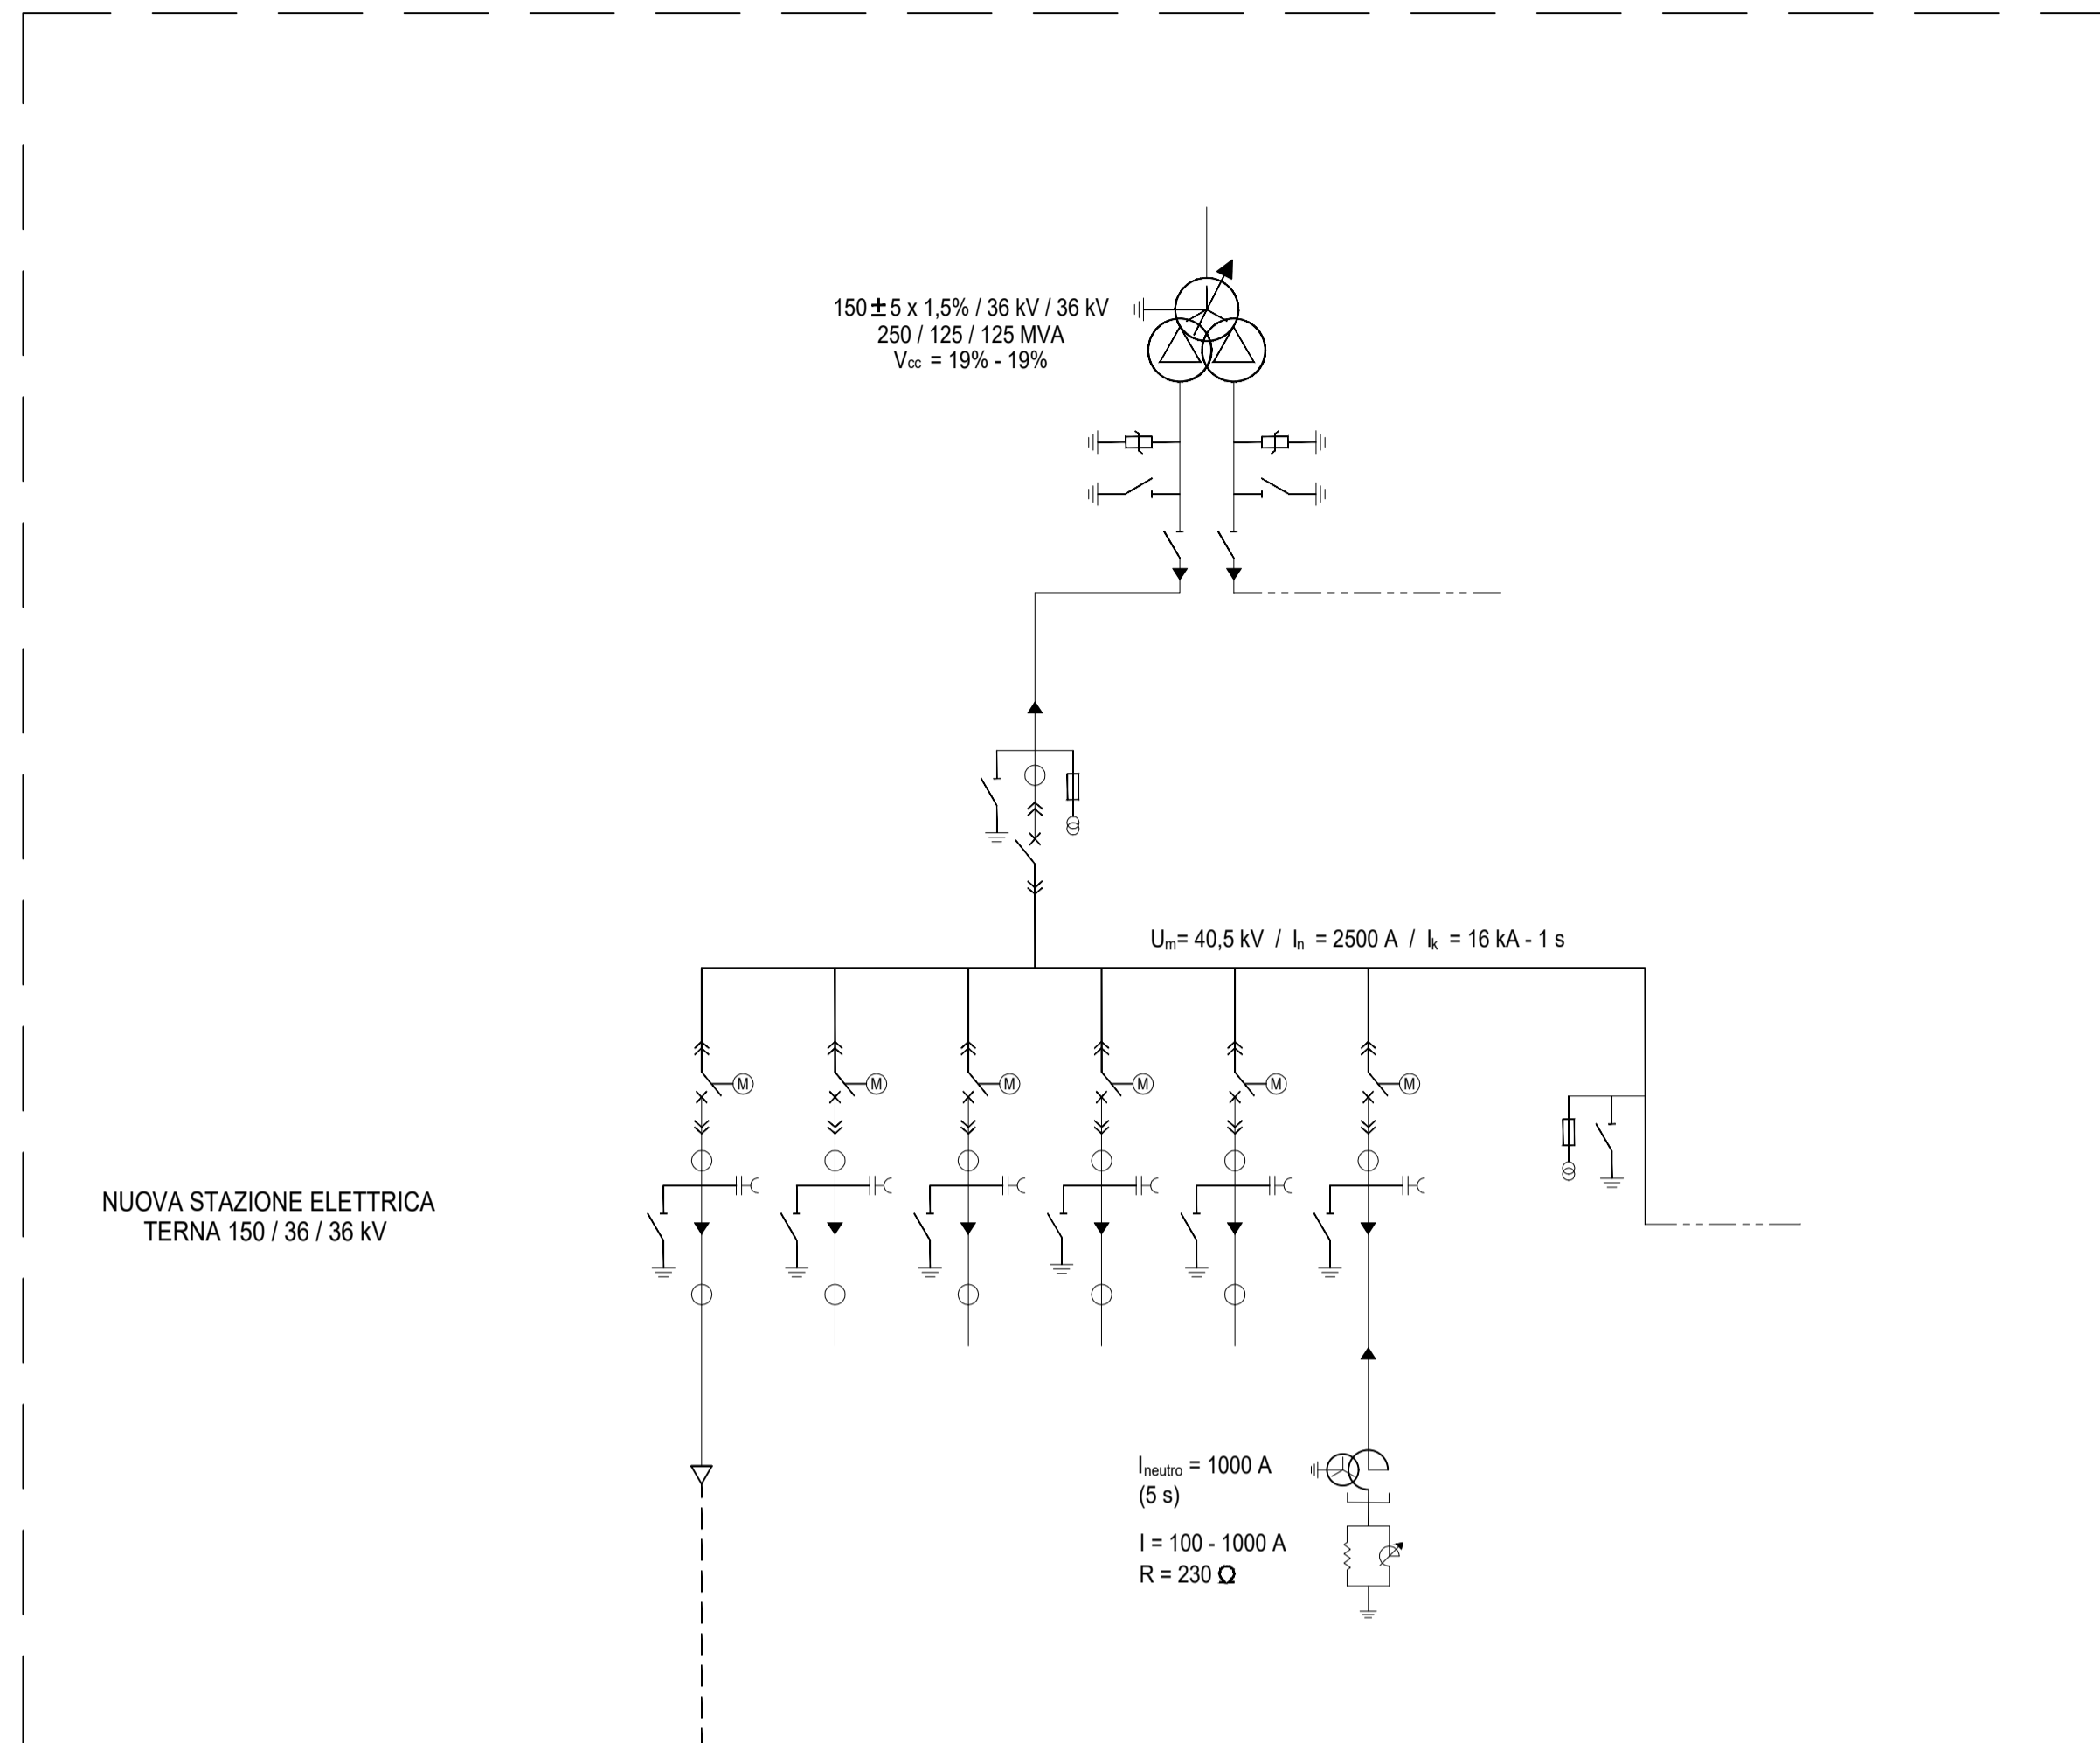 150 ± 5 x 1,5% / 36 kV / 36 kV
250 / 125 / 125 MVA
Vcc = 19% - 19%
Um= 40,5 kV / In = 2500 A / Ik = 16 kA - 1 s
M M M M M M
NUOVA STAZIONE ELETTRICA
TERNA 150 / 36 / 36 kV
Ineutro = 1000 A
(5 s)
I = 100 - 1000 A
R = 230 Ω